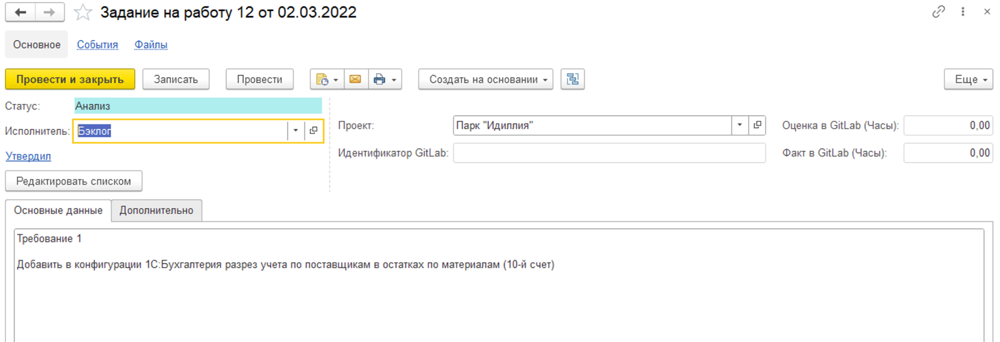 Задание на работу 12 от 02.03.2022
Основное События Файлы
Провести и закрыть Записать Провести Создать на основании Еще
Статус: Анализ
Исполнитель: Бэклог
Проект: Парк "Идиллия" Оценка в GitLab (Часы): 0,00
Идентификатор GitLab: Факт в GitLab (Часы): 0,00
Утвердил
Редактировать списком
Основные данные Дополнительно
Требование 1
Добавить в конфигурации 1С:Бухгалтерия разрез учета по поставщикам в остатках по материалам (10-й счет)